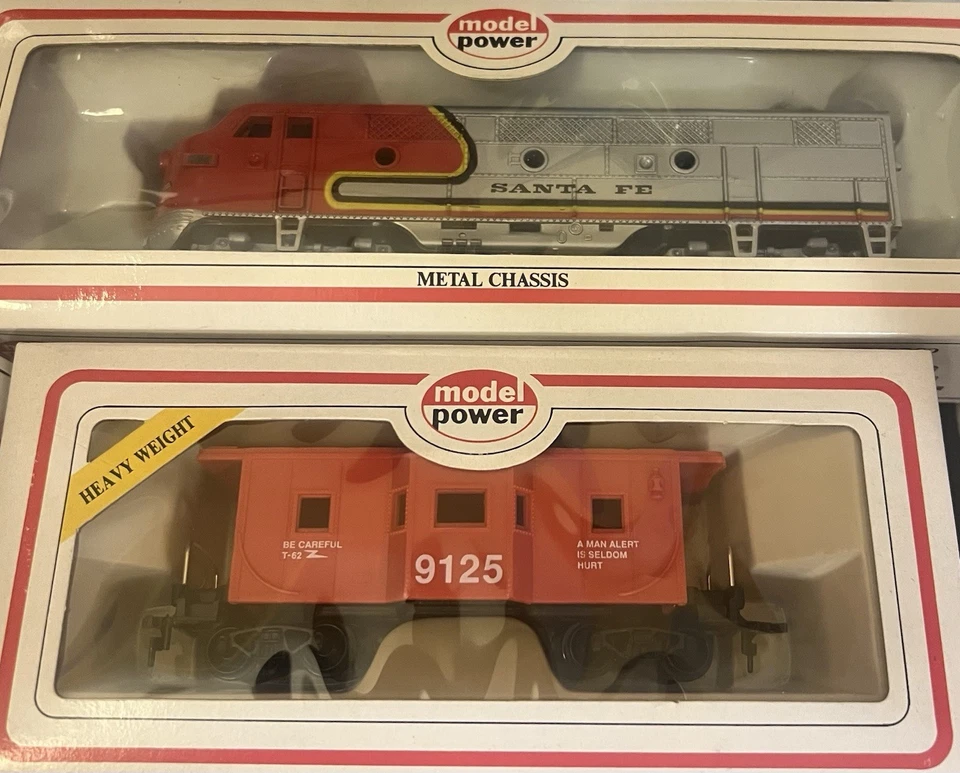 model
power
SANTA FE
METAL CHASSIS
model
power
HEAVY WEIGHT
BE CAREFUL
T-62
9125
A MAN ALERT
IS SELDOM
HURT